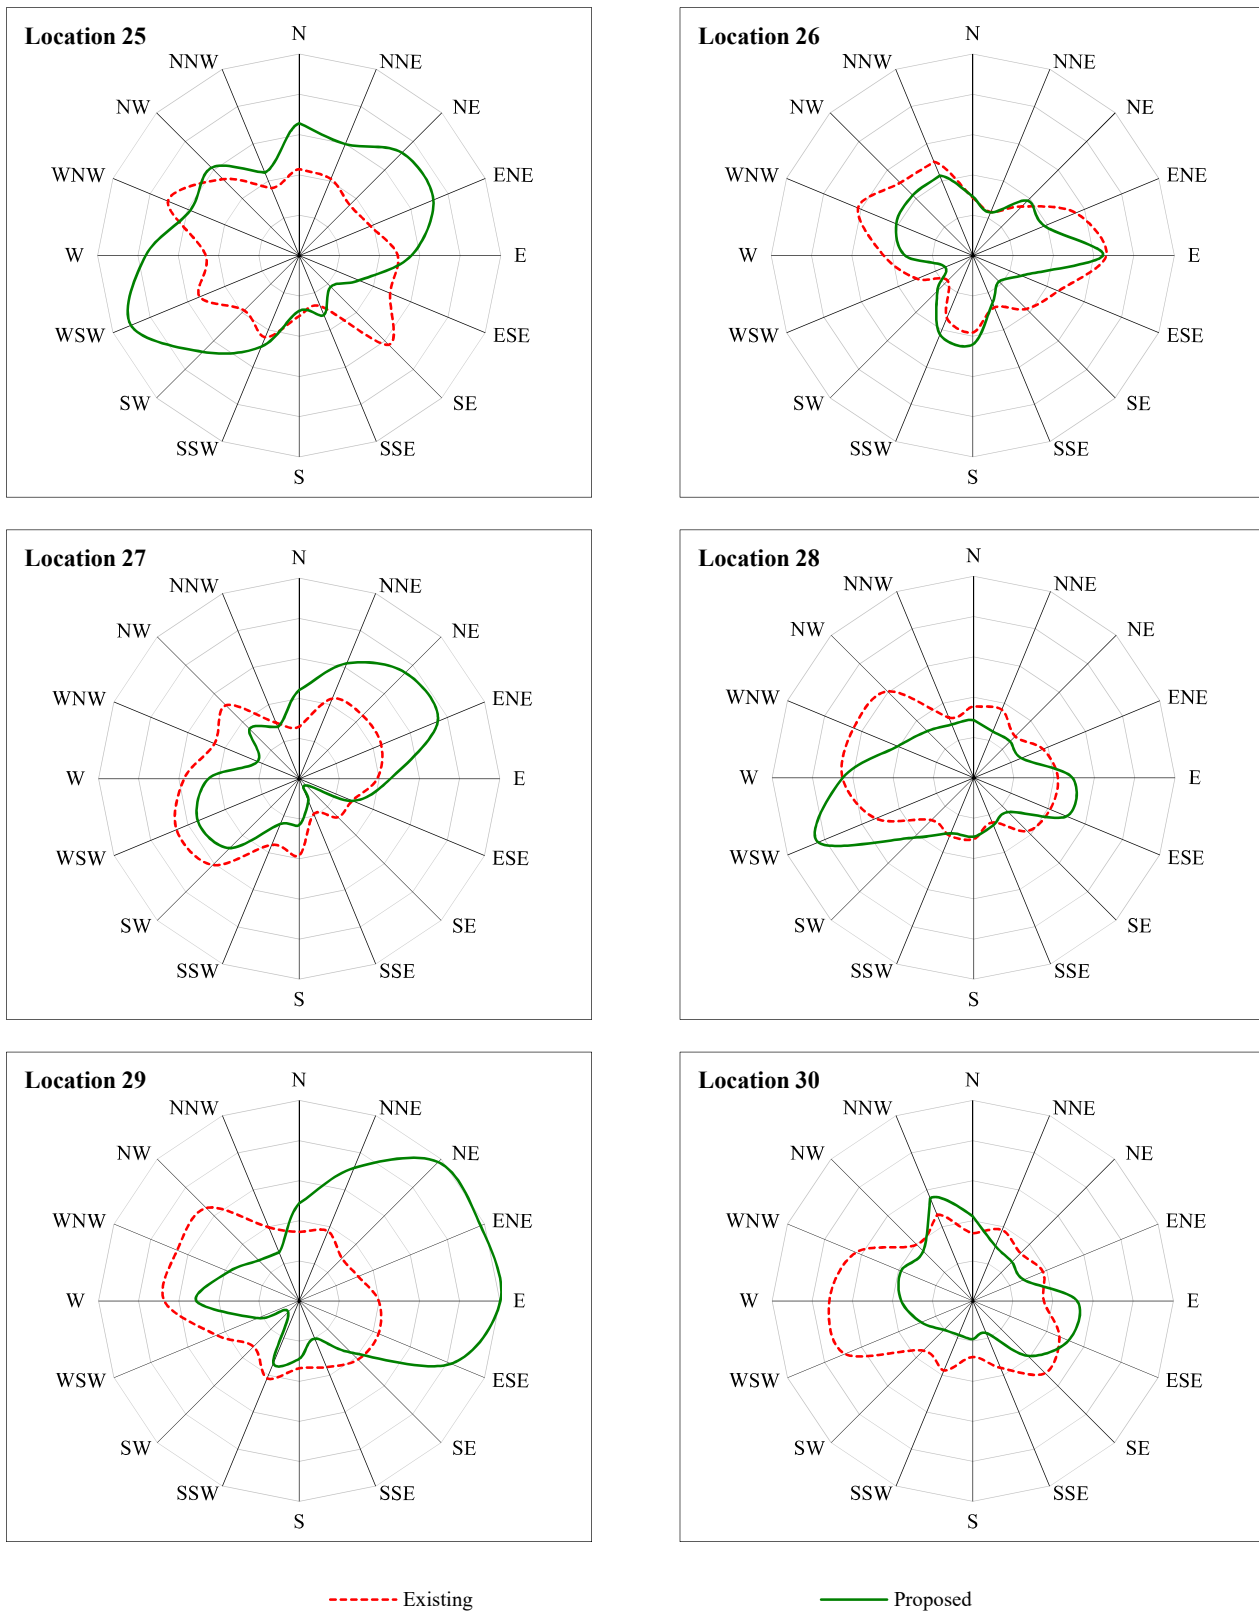 Location 25
N
NNE
NE
ENE
E
ESE
SE
SSE
S
SSW
SW
WSW
W
WNW
NW
NNW
Location 26
N
NNE
NE
ENE
E
ESE
SE
SSE
S
SSW
SW
WSW
W
WNW
NW
NNW
Location 27
N
NNE
NE
ENE
E
ESE
SE
SSE
S
SSW
SW
WSW
W
WNW
NW
NNW
Location 28
N
NNE
NE
ENE
E
ESE
SE
SSE
S
SSW
SW
WSW
W
WNW
NW
NNW
Location 29
N
NNE
NE
ENE
E
ESE
SE
SSE
S
SSW
SW
WSW
W
WNW
NW
NNW
Location 30
N
NNE
NE
ENE
E
ESE
SE
SSE
S
SSW
SW
WSW
W
WNW
NW
NNW
Existing
Proposed